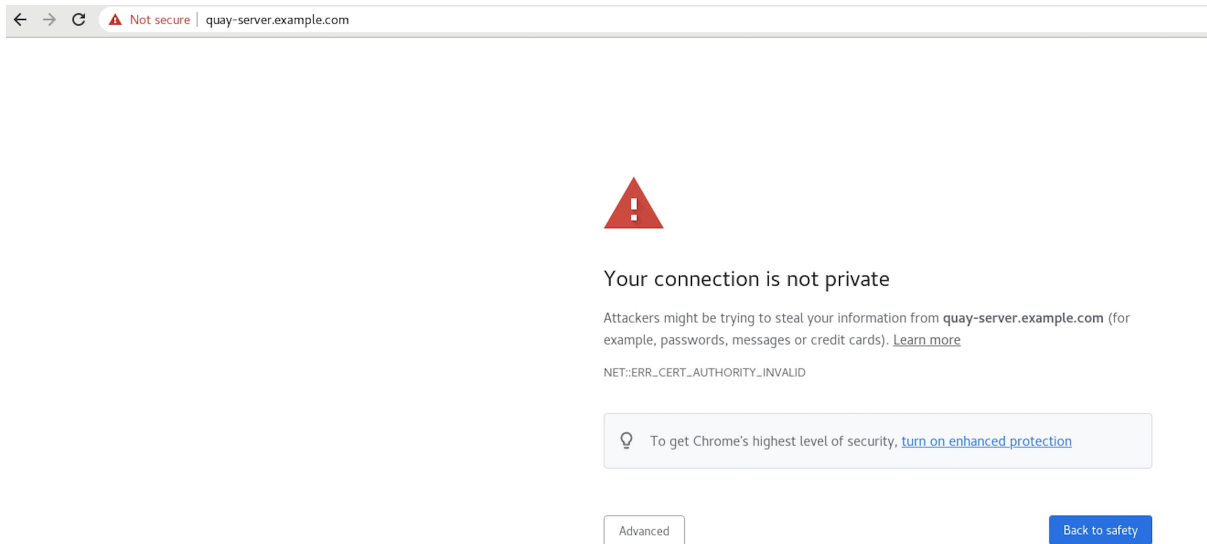 Not secure | quay-server.example.com
Your connection is not private
Attackers might be trying to steal your information from quay-server.example.com (for
example, passwords, messages or credit cards). Learn more
NET::ERR_CERT_AUTHORITY_INVALID
To get Chrome's highest level of security, turn on enhanced protection
Advanced
Back to safety